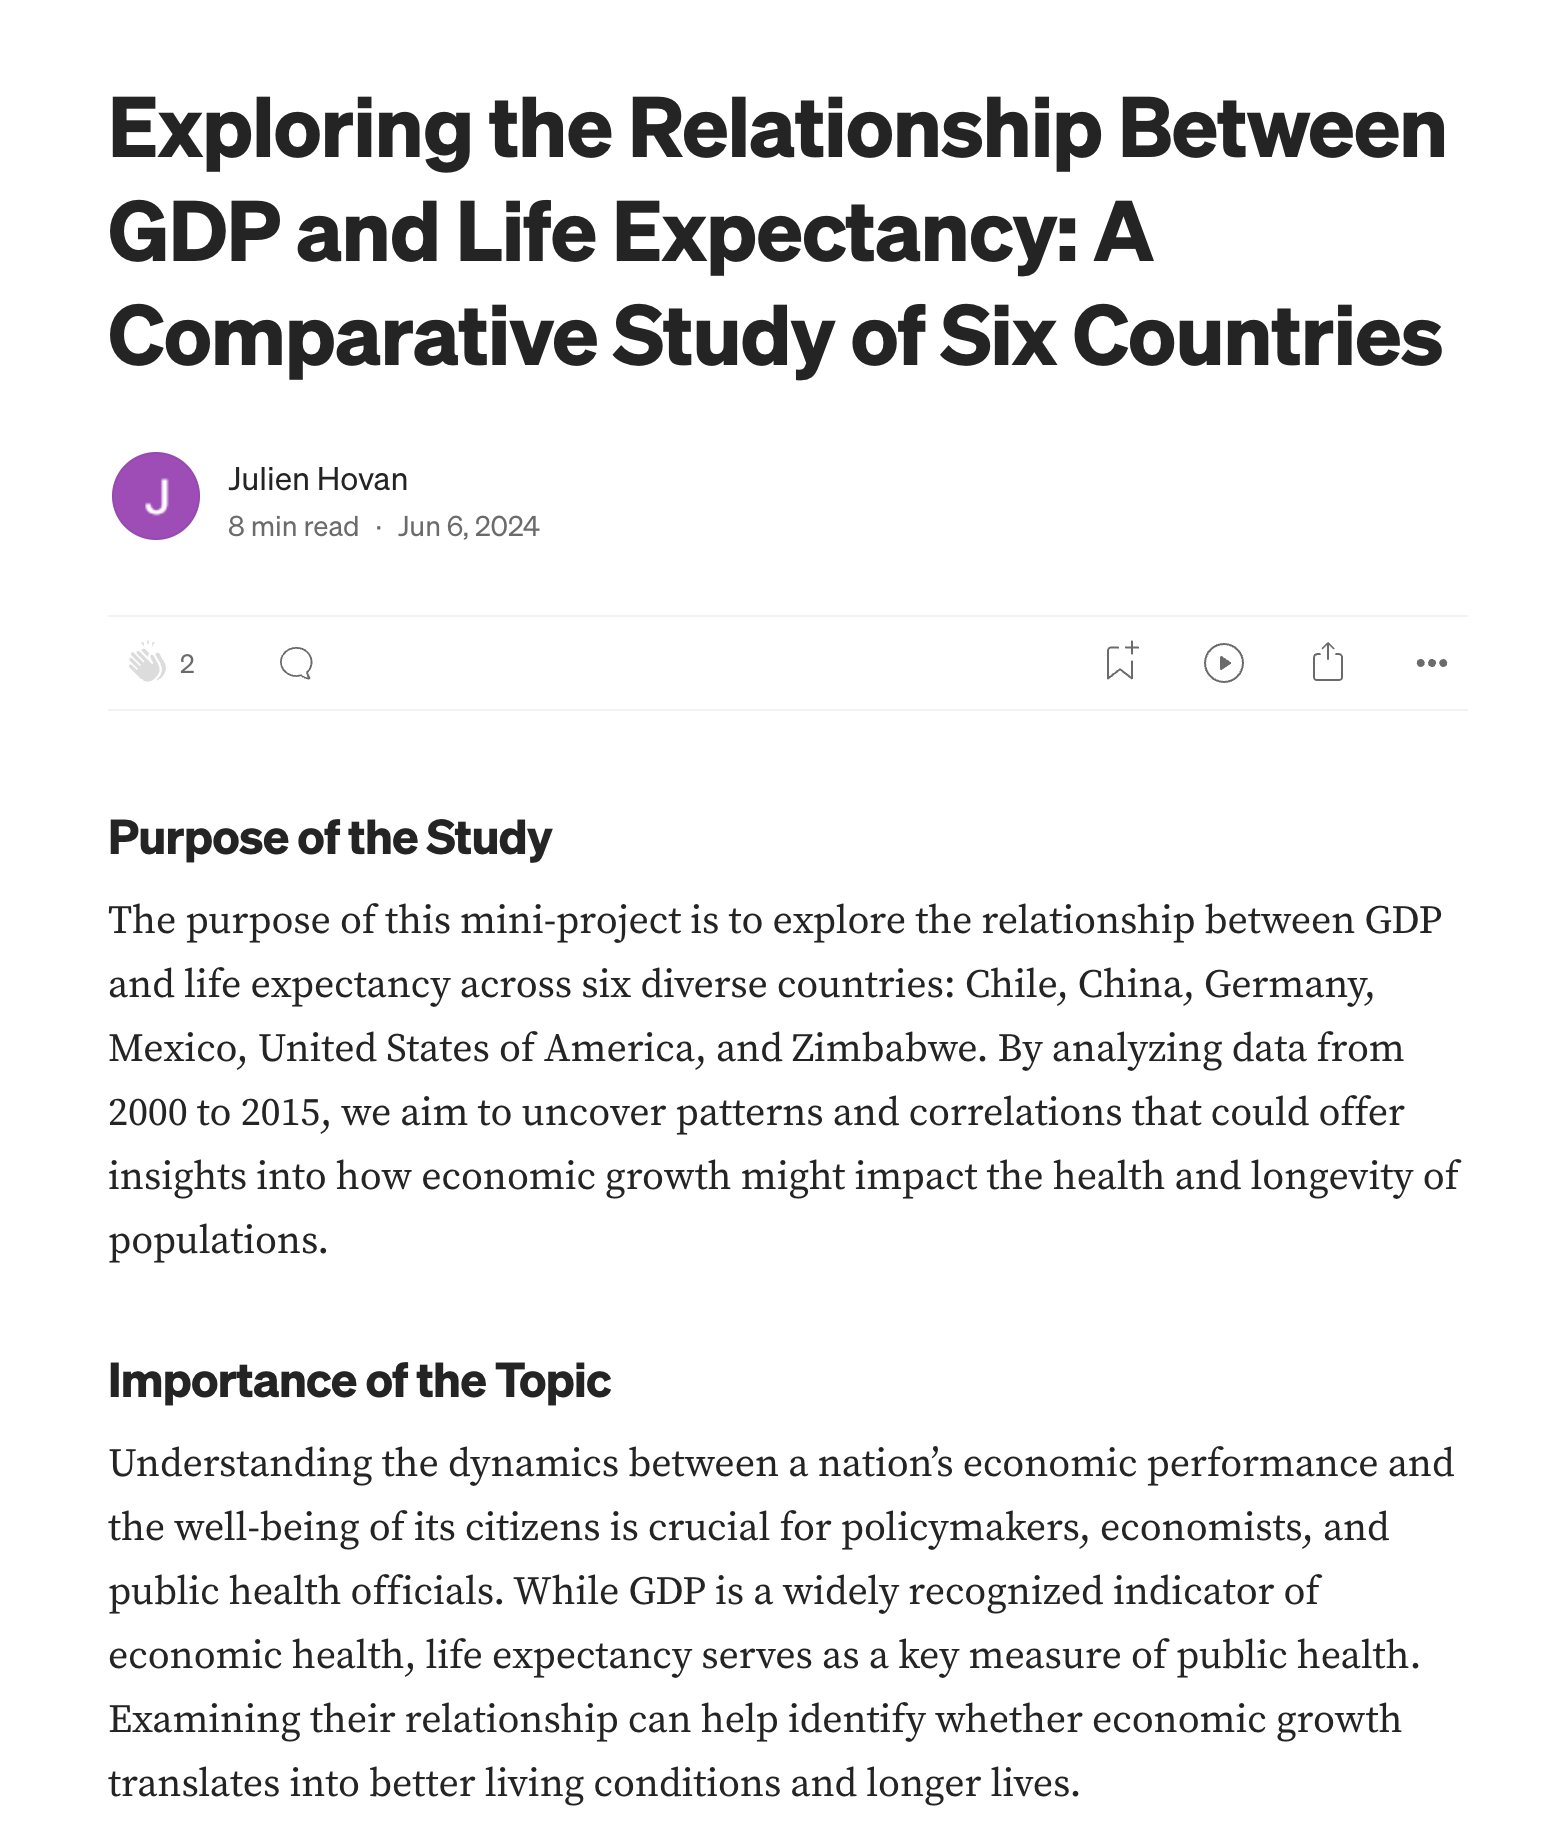 Exploring the Relationship Between
GDP and Life Expectancy: A
Comparative Study of Six Countries
J
Julien Hovan
8 min read · Jun 6, 2024
2
Purpose of the Study
The purpose of this mini-project is to explore the relationship between GDP
and life expectancy across six diverse countries: Chile, China, Germany,
Mexico, United States of America, and Zimbabwe. By analyzing data from
2000 to 2015, we aim to uncover patterns and correlations that could offer
insights into how economic growth might impact the health and longevity of
populations.
Importance of the Topic
Understanding the dynamics between a nation’s economic performance and
the well-being of its citizens is crucial for policymakers, economists, and
public health officials. While GDP is a widely recognized indicator of
economic health, life expectancy serves as a key measure of public health.
Examining their relationship can help identify whether economic growth
translates into better living conditions and longer lives.